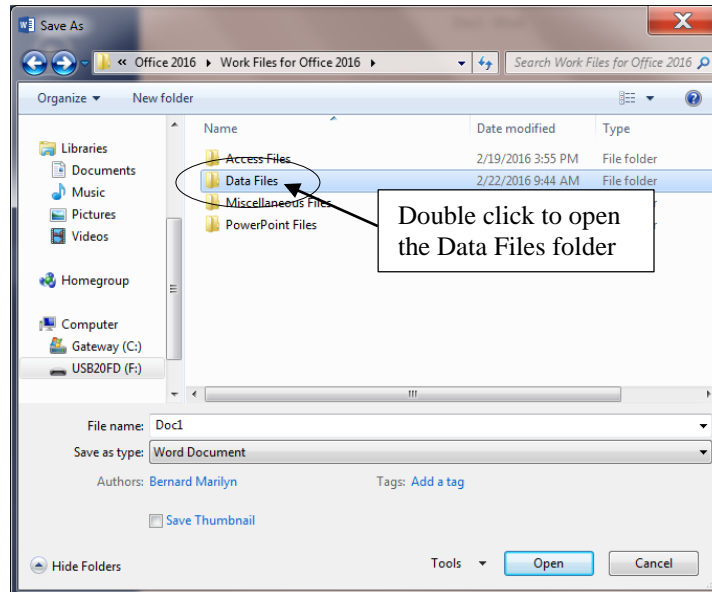 Save As
« Office 2016 Work Files for Office 2016 Search Work Files for Office 2016
Organize New folder
Name Date modified Type
Libraries
Documents
Music
Pictures
Videos
Homegroup
Computer
Gateway (C:)
USB20FD (F:)
Access Files 2/19/2016 3:55 PM File folder
Data Files 2/22/2016 9:44 AM File folder
Miscellaneous Files
PowerPoint Files
Double click to open
the Data Files folder
File name: Doc1
Save as type: Word Document
Authors: Bernard Marilyn Tags: Add a tag
Save Thumbnail
Hide Folders Tools Open Cancel